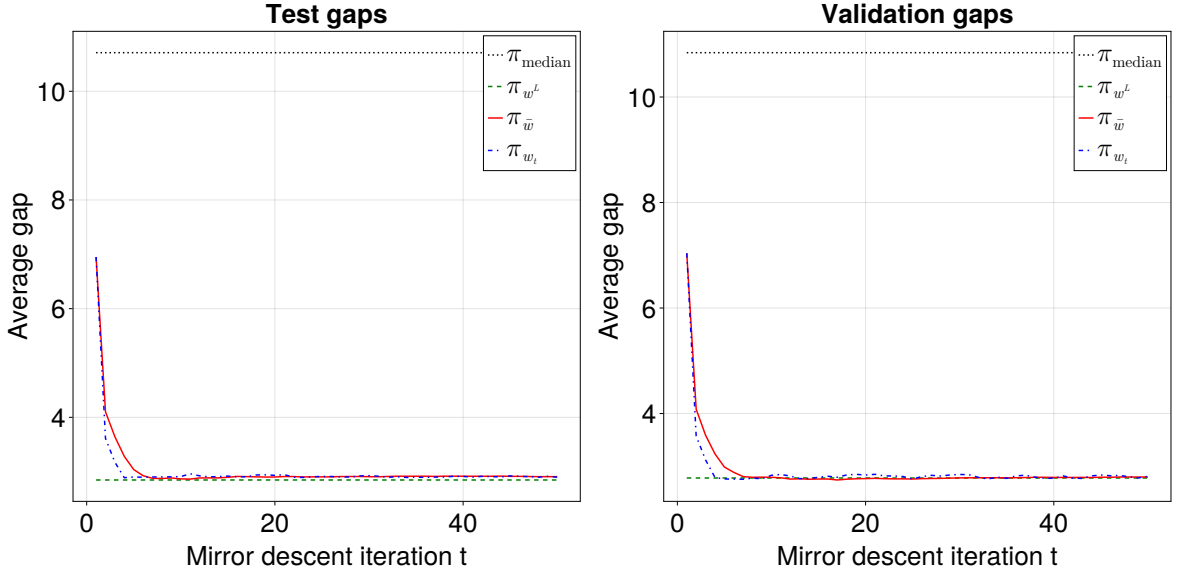 Test gaps
10
8
6
4
0
20
40
Average gap
Mirror descent iteration t
π_median
π_{w^L}
π_{w̄}
π_{w_t}
Validation gaps
10
8
6
4
0
20
40
Average gap
Mirror descent iteration t
π_median
π_{w^L}
π_{w̄}
π_{w_t}